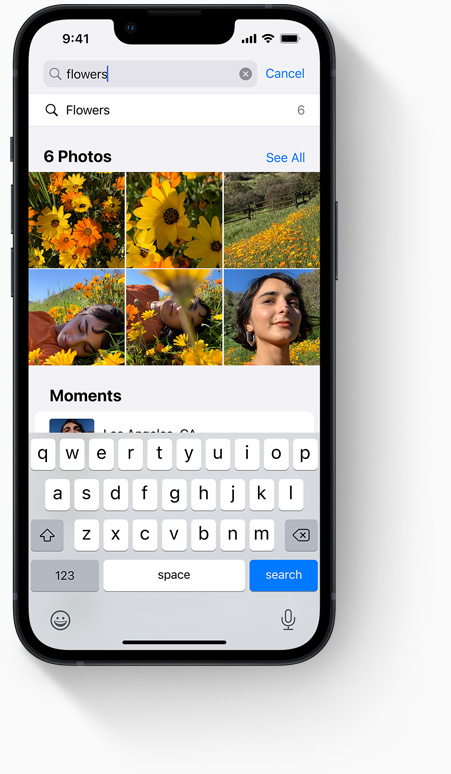 9:41
flowers
Cancel
Flowers
6
6 Photos
See All
Moments
Los Angeles, CA
q w e r t y u i o p
a s d f g h j k l
z x c v b n m
123
space
search